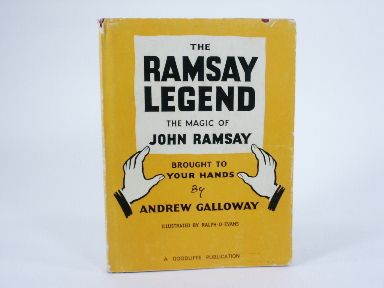 THE
RAMSAY
LEGEND
THE MAGIC OF
JOHN RAMSAY
BROUGHT TO
YOUR HANDS
By
ANDREW GALLOWAY
ILLUSTRATED BY RALPH O EVANS
A GOODLIFFE PUBLICATION